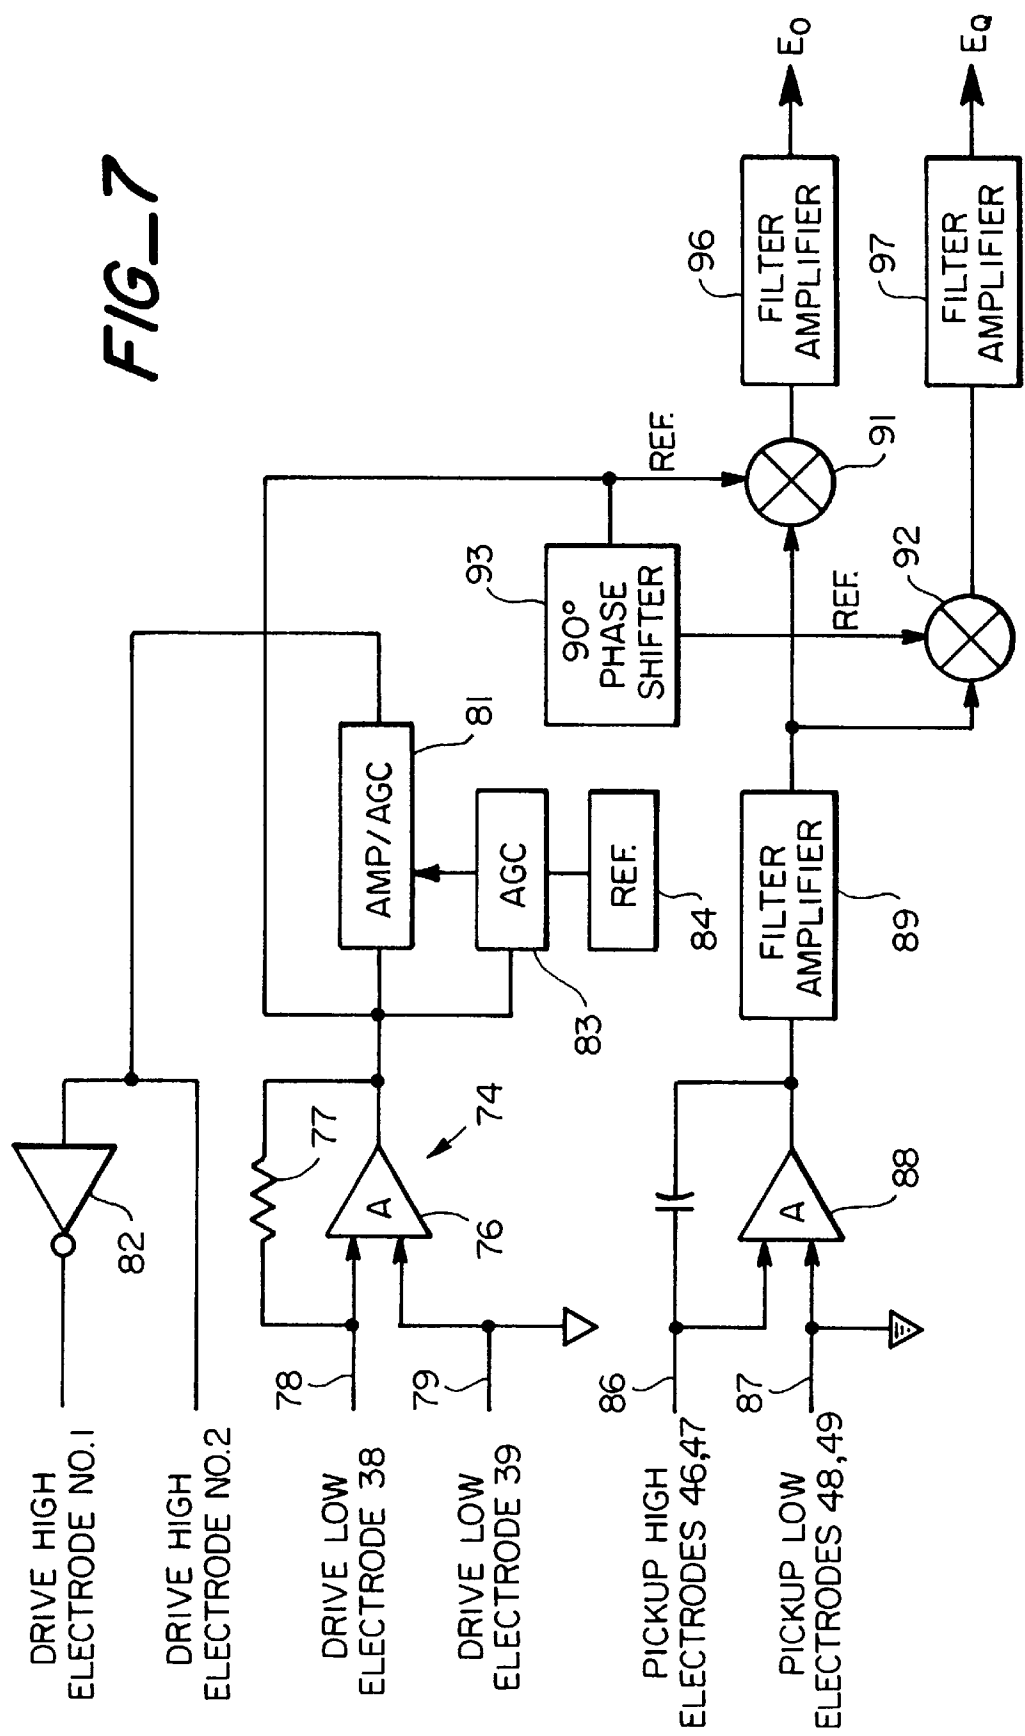 FIG_7
DRIVE HIGH
ELECTRODE NO.1
82
DRIVE HIGH
ELECTRODE NO.2
DRIVE LOW
ELECTRODE 38
78
77
A
76
74
DRIVE LOW
ELECTRODE 39
79
AMP/AGC
81
AGC
83
REF.
84
93
90°
PHASE
SHIFTER
REF.
REF.
PICKUP HIGH
ELECTRODES 46,47
86
PICKUP LOW
ELECTRODES 48,49
87
A
88
FILTER
AMPLIFIER
89
91
92
96
FILTER
AMPLIFIER
EO
97
FILTER
AMPLIFIER
EQ